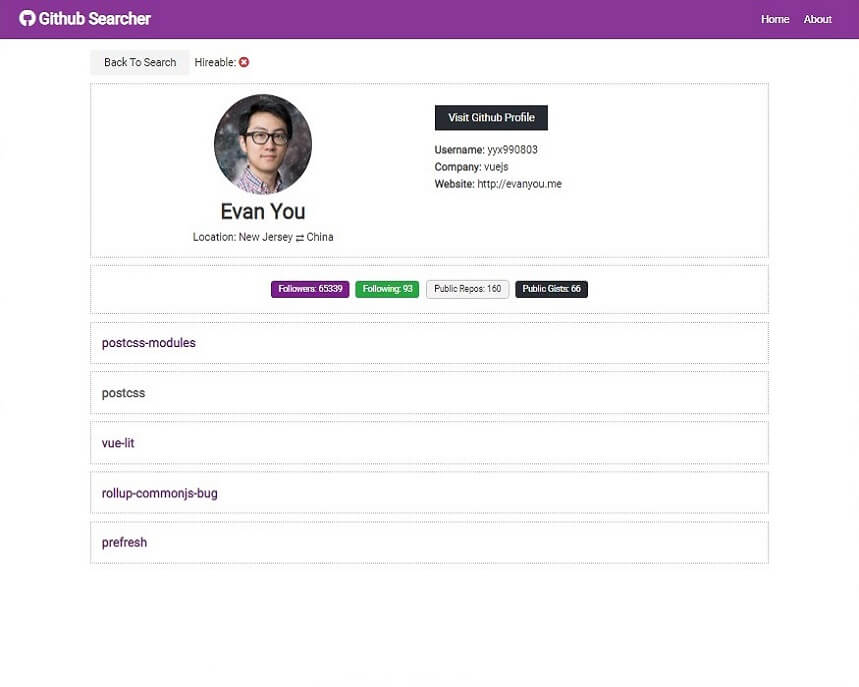 Github Searcher
Home About
Back To Search Hireable:
Visit Github Profile
Username: yyx990803
Company: vuejs
Website: http://evanyou.me
Evan You
Location: New Jersey ⇄ China
Followers: 65339 Following: 93 Public Repos: 160 Public Gists: 66
postcss-modules
postcss
vue-lit
rollup-commonjs-bug
prefresh